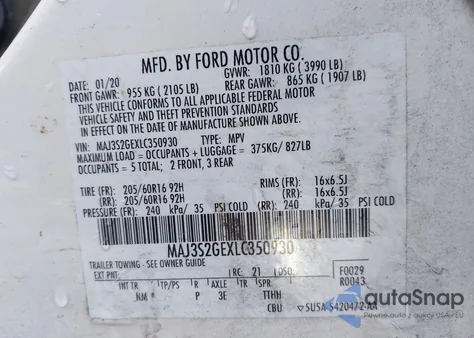 MFD. BY FORD MOTOR CO.
01/20 GVWR: 1810 KG ( 3990 LB)
FRONT GAWR: 955 KG ( 2105 LB) REAR GAWR: 865 KG ( 1907 LB)
THIS VEHICLE CONFORMS TO ALL APPLICABLE FEDERAL MOTOR
VEHICLE SAFETY AND THEFT PREVENTION STANDARDS IN
EFFECT ON THE DATE OF MANUFACTURE SHOWN ABOVE.
VIN: MAJ3S2GEXLC350930 TYPE: MPV
MAXIMUM LOAD = OCCUPANTS + LUGGAGE = 375KG/ 827LB
OCCUPANTS = 5 TOTAL; 2 FRONT, 3 REAR
TIRE (FR): 205/60R16 92H RIMS (FR): 16x6.5J
(RR): 205/60R16 92H (RR): 16x6.5J
PRESSURE (FR): 240 kPa/ 35 PSI COLD (RR): 240 kPa/ 35 PSI COLD
MAJ3S2GEXLC350930
TRAILER TOWING - SEE OWNER GUIDE
EXT PNT: RC: 21 DSO: F0029
R0043
INT TR TP/PS R AXLE TR SPR
NM P 3E TTHH
CBU SUSA
autoSnap
Pewne auta z USA i Kanady